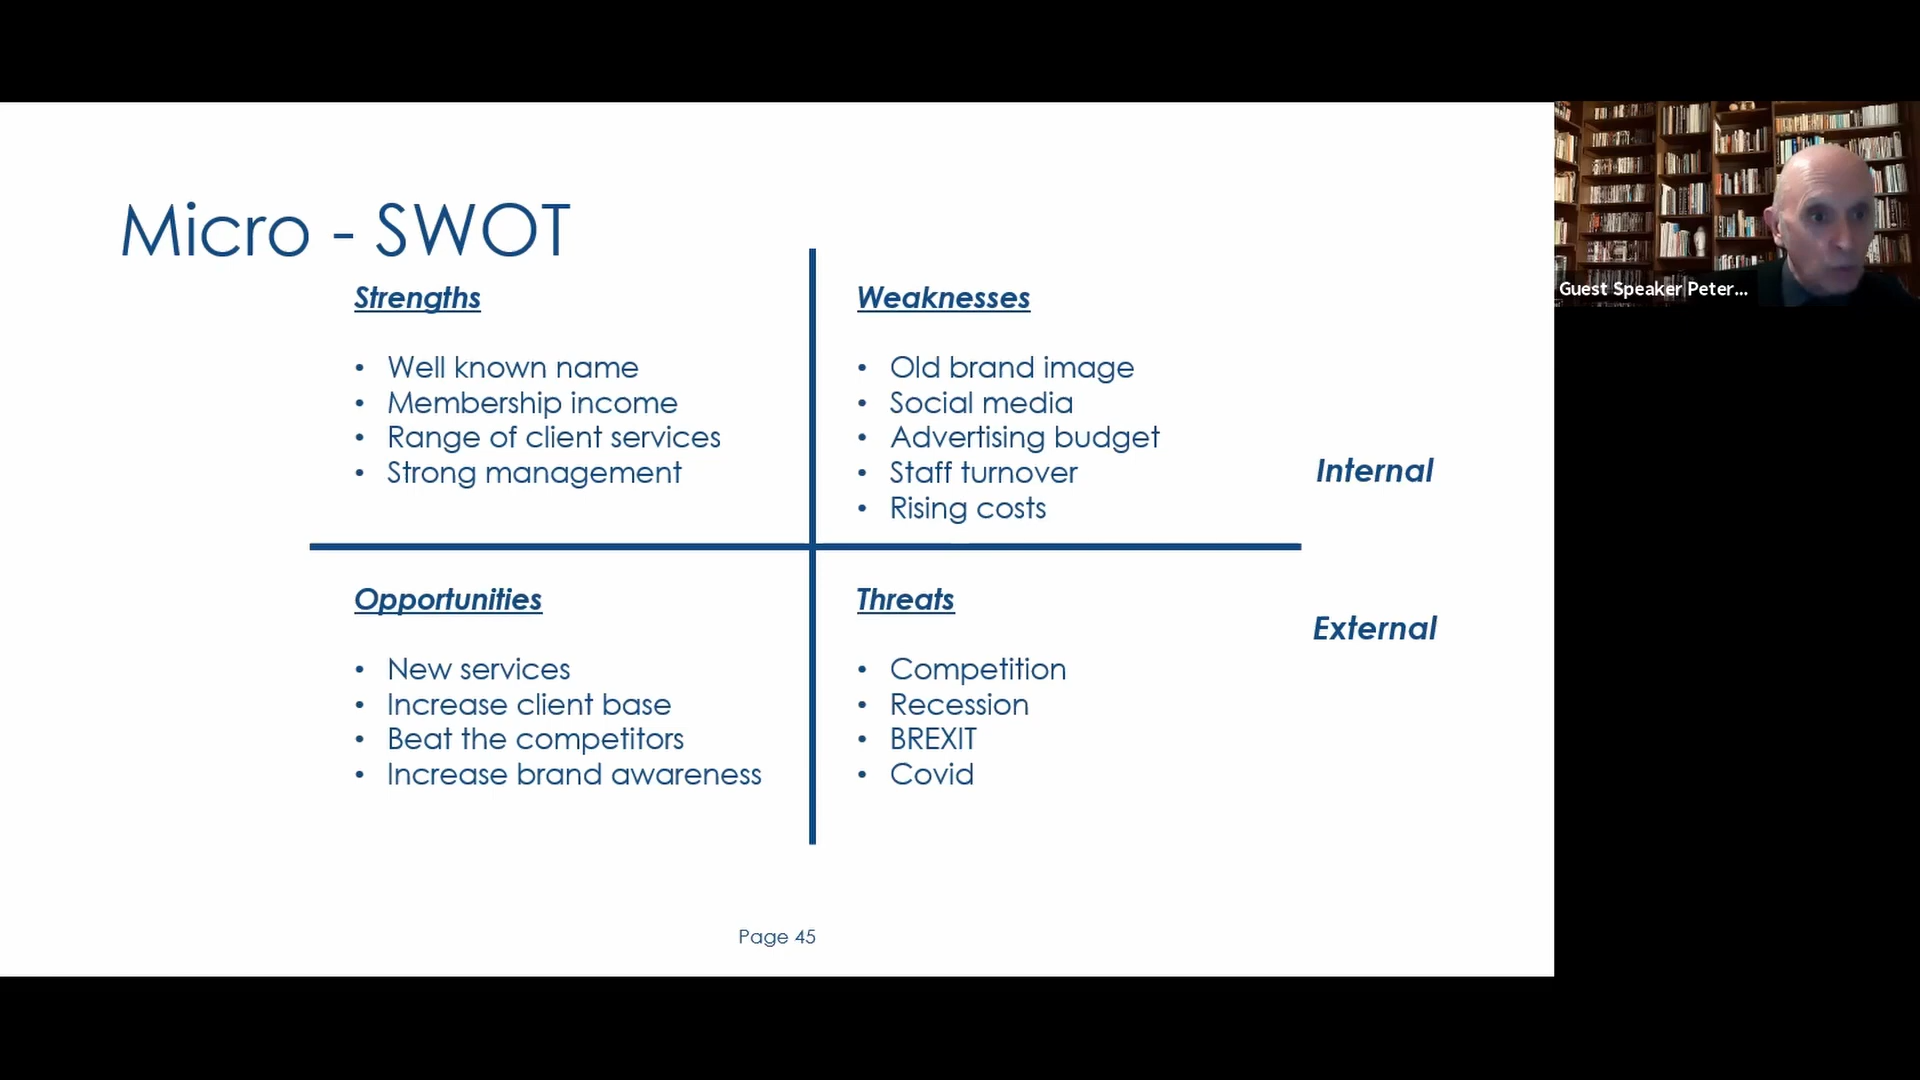 Micro - SWOT
Strengths
• Well known name
• Membership income
• Range of client services
• Strong management
Weaknesses
• Old brand image
• Social media
• Advertising budget
• Staff turnover
• Rising costs
Internal
Opportunities
• New services
• Increase client base
• Beat the competitors
• Increase brand awareness
Threats
• Competition
• Recession
• BREXIT
• Covid
External
Page 45
Guest Speaker Peter...